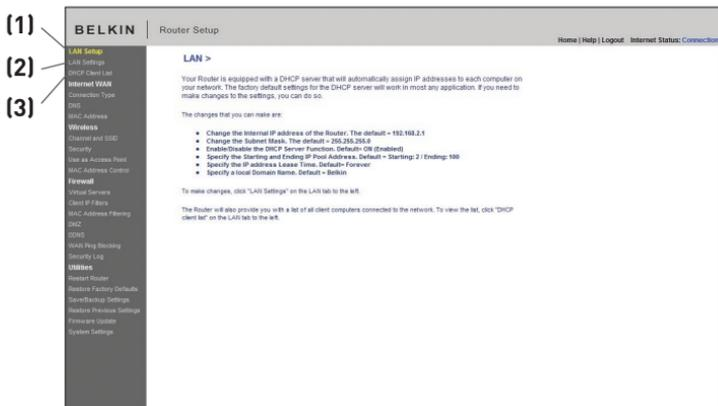 (1)
(2)
(3)
BELKIN | Router Setup
Home | Help | Logout Internet Status: Connection
LAN Setup
LAN Settings
DHCP Client List
Internet WAN
Connection Type
DNS
MAC Address
Wireless
Channel and SSID
Security
Use as Access Point
MAC Address Control
Firewall
Virtual Servers
Client IP Filters
MAC Address Filtering
DMZ
DDNS
WAN Ping Blocking
Security Log
Utilities
Restart Router
Restore Factory Defaults
Save/Backup Settings
Restore Previous Settings
Firmware Update
System Settings
LAN >
Your Router is equipped with a DHCP server that will automatically assign IP addresses to each computer on
your network. The factory default settings for the DHCP server will work in most any application. If you need to
make changes to the settings, you can do so.
The changes that you can make are:
● Change the Internal IP address of the Router. The default = 192.168.2.1
● Change the Subnet Mask. The default = 255.255.255.0
● Enable/Disable the DHCP Server Function. Default= ON (Enabled)
● Specify the Starting and Ending IP Pool Address. Default = Starting: 2 / Ending: 100
● Specify the IP address Lease Time. Default= Forever
● Specify a local Domain Name. Default = Belkin
To make changes, click "LAN Settings" on the LAN tab to the left.
The Router will also provide you with a list of all client computers connected to the network. To view the list, click "DHCP
client list" on the LAN tab to the left.